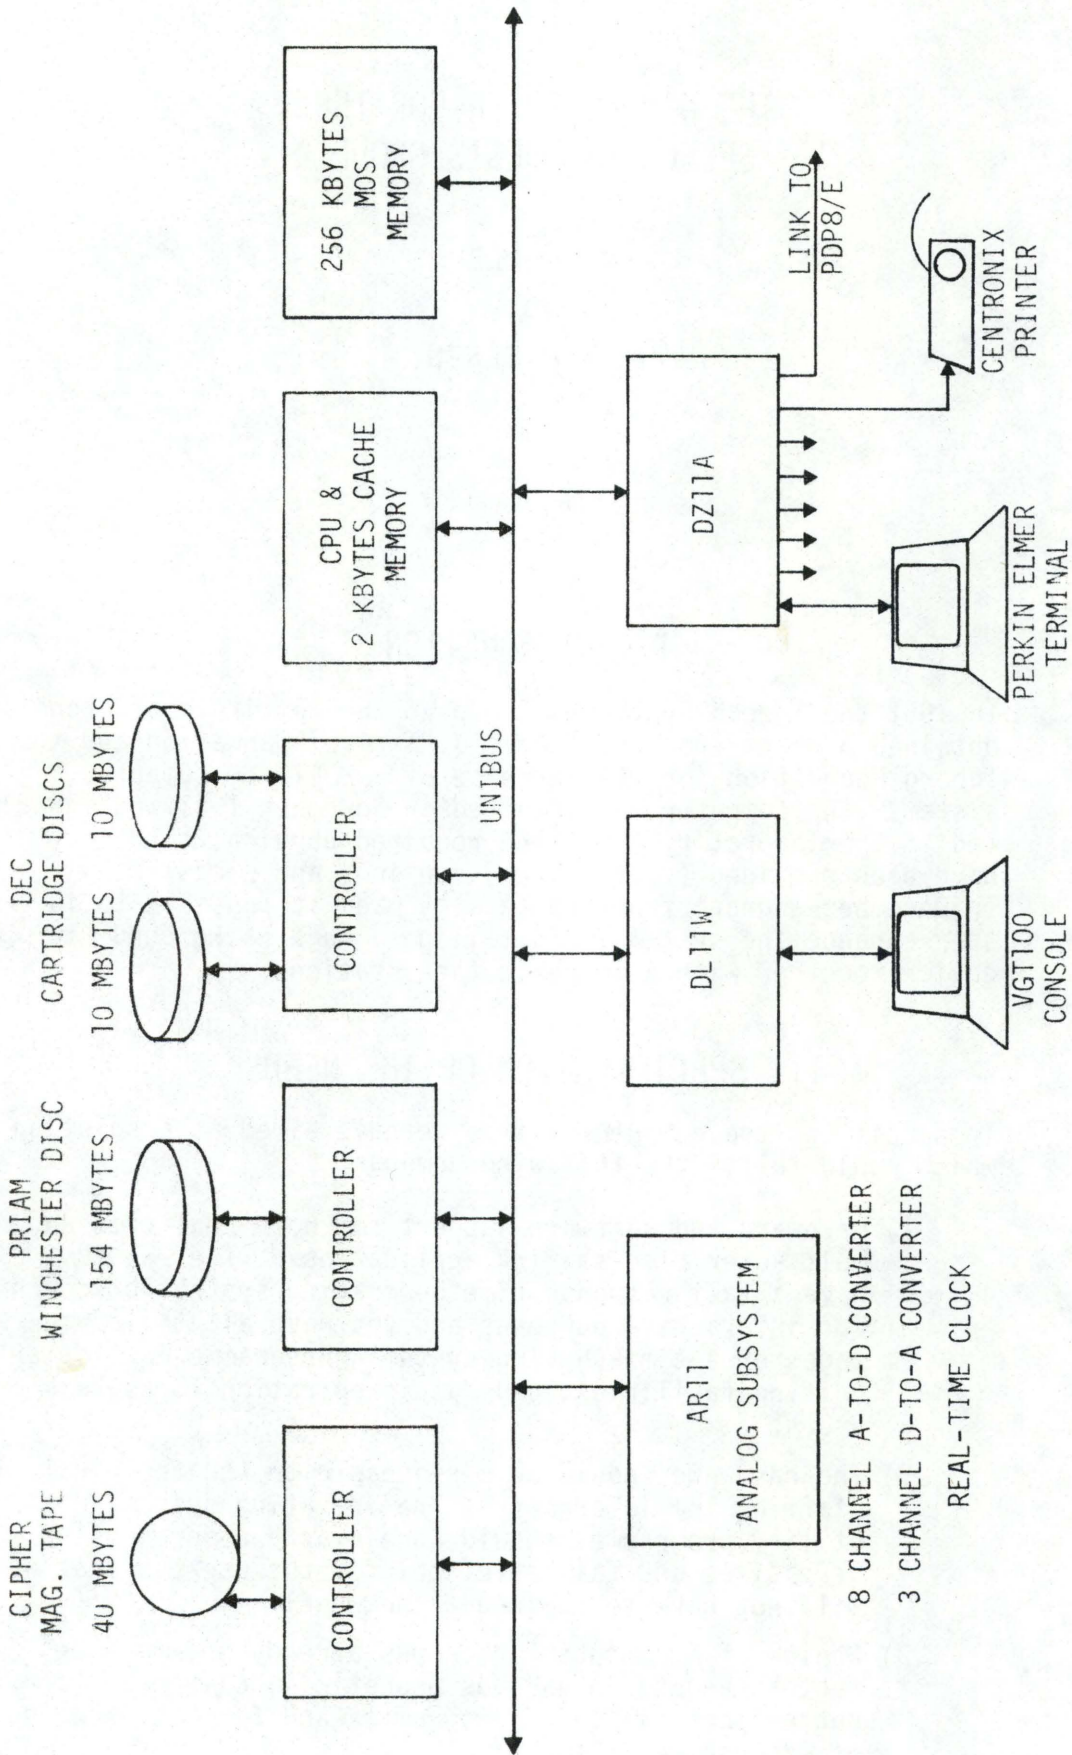 CIPHER
MAG. TAPE
40 MBYTES
PRIAM
WINCHESTER DISC
154 MBYTES
DEC
CARTRIDGE DISCS
10 MBYTES
10 MBYTES
CONTROLLER
CONTROLLER
CONTROLLER
CPU &
2 KBYTES CACHE
MEMORY
256 KBYTES
MOS
MEMORY
UNIBUS
AR11
ANALOG SUBSYSTEM
8 CHANNEL A-TO-D CONVERTER
3 CHANNEL D-TO-A CONVERTER
REAL-TIME CLOCK
DL11W
VGT100
CONSOLE
DZ11A
PERKIN ELMER
TERMINAL
CENTRONIX
PRINTER
LINK TO
PDP8/E